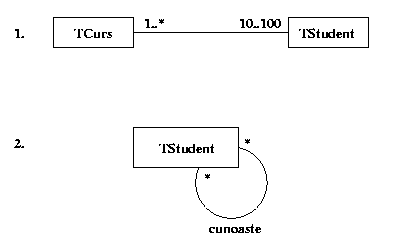 1. TCurs 1..* 10..100 TStudent
2. TStudent *
*
cunoaste